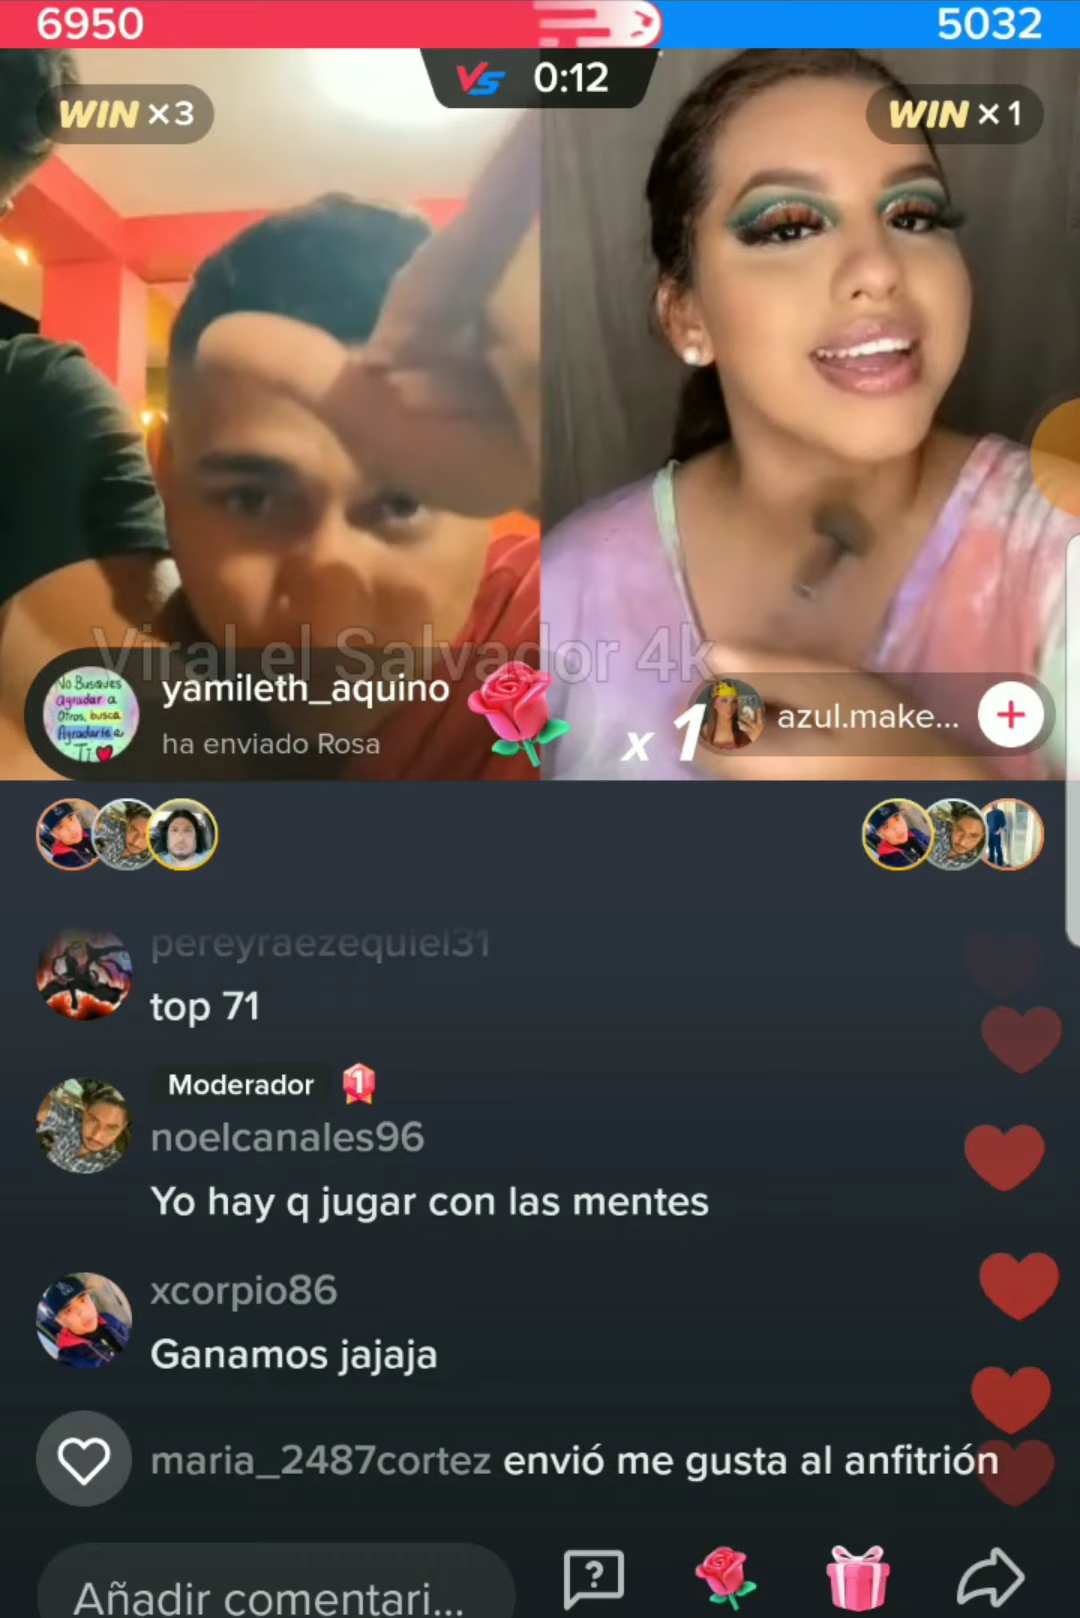 6950
5032
VS 0:12
WIN ×3
WIN ×1
Viral el Salvador 4k
No Busques
agradar a
Otros, busca
Agradarte a
Ti
yamileth_aquino
ha enviado Rosa
x 1
azul.make...
pereyraezequiel31
top 71
Moderador 1
noelcanales96
Yo hay q jugar con las mentes
xcorpio86
Ganamos jajaja
maria_2487cortez envió me gusta al anfitrión
Añadir comentari...
?